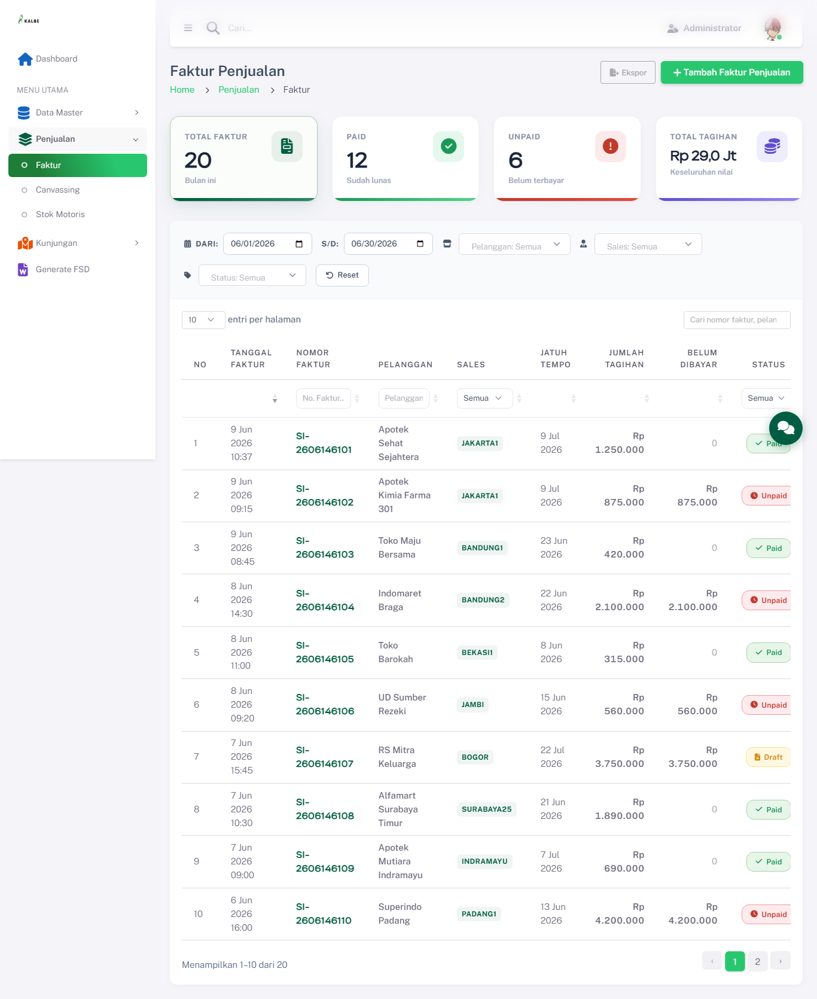 KALBE
Dashboard
MENU UTAMA
Data Master
Penjualan
Faktur
Canvassing
Stok Motoris
Kunjungan
Generate FSD
Cari...
Administrator
Faktur Penjualan
Home > Penjualan > Faktur
Ekspor
+ Tambah Faktur Penjualan
TOTAL FAKTUR
20
Bulan ini
PAID
12
Sudah lunas
UNPAID
6
Belum terbayar
TOTAL TAGIHAN
Rp 29,0 Jt
Keseluruhan nilai
DARI: 06/01/2026 S/D: 06/30/2026 Pelanggan: Semua Sales: Semua
Status: Semua Reset
10 entri per halaman
Cari nomor faktur, pelan
NO TANGGAL FAKTUR NOMOR FAKTUR PELANGGAN SALES JATUH TEMPO JUMLAH TAGIHAN BELUM DIBAYAR STATUS
No. Faktur.. Pelanggan Semua Semua
1 9 Jun 2026 10:37 SI-2606146101 Apotek Sehat Sejahtera JAKARTA1 9 Jul 2026 Rp 1.250.000 0 Paid
2 9 Jun 2026 09:15 SI-2606146102 Apotek Kimia Farma 301 JAKARTA1 9 Jul 2026 Rp 875.000 Rp 875.000 Unpaid
3 9 Jun 2026 08:45 SI-2606146103 Toko Maju Bersama BANDUNG1 23 Jun 2026 Rp 420.000 0 Paid
4 8 Jun 2026 14:30 SI-2606146104 Indomaret Braga BANDUNG2 22 Jun 2026 Rp 2.100.000 Rp 2.100.000 Unpaid
5 8 Jun 2026 11:00 SI-2606146105 Toko Barokah BEKASI1 8 Jun 2026 Rp 315.000 0 Paid
6 8 Jun 2026 09:20 SI-2606146106 UD Sumber Rezeki JAMBI 15 Jun 2026 Rp 560.000 Rp 560.000 Unpaid
7 7 Jun 2026 15:45 SI-2606146107 RS Mitra Keluarga BOGOR 22 Jul 2026 Rp 3.750.000 Rp 3.750.000 Draft
8 7 Jun 2026 10:30 SI-2606146108 Alfamart Surabaya Timur SURABAYA25 21 Jun 2026 Rp 1.890.000 0 Paid
9 7 Jun 2026 09:00 SI-2606146109 Apotek Mutiara Indramayu INDRAMAYU 7 Jul 2026 Rp 690.000 0 Paid
10 6 Jun 2026 16:00 SI-2606146110 Superindo Padang PADANG1 13 Jun 2026 Rp 4.200.000 Rp 4.200.000 Unpaid
Menampilkan 1–10 dari 20
‹ 1 2 ›